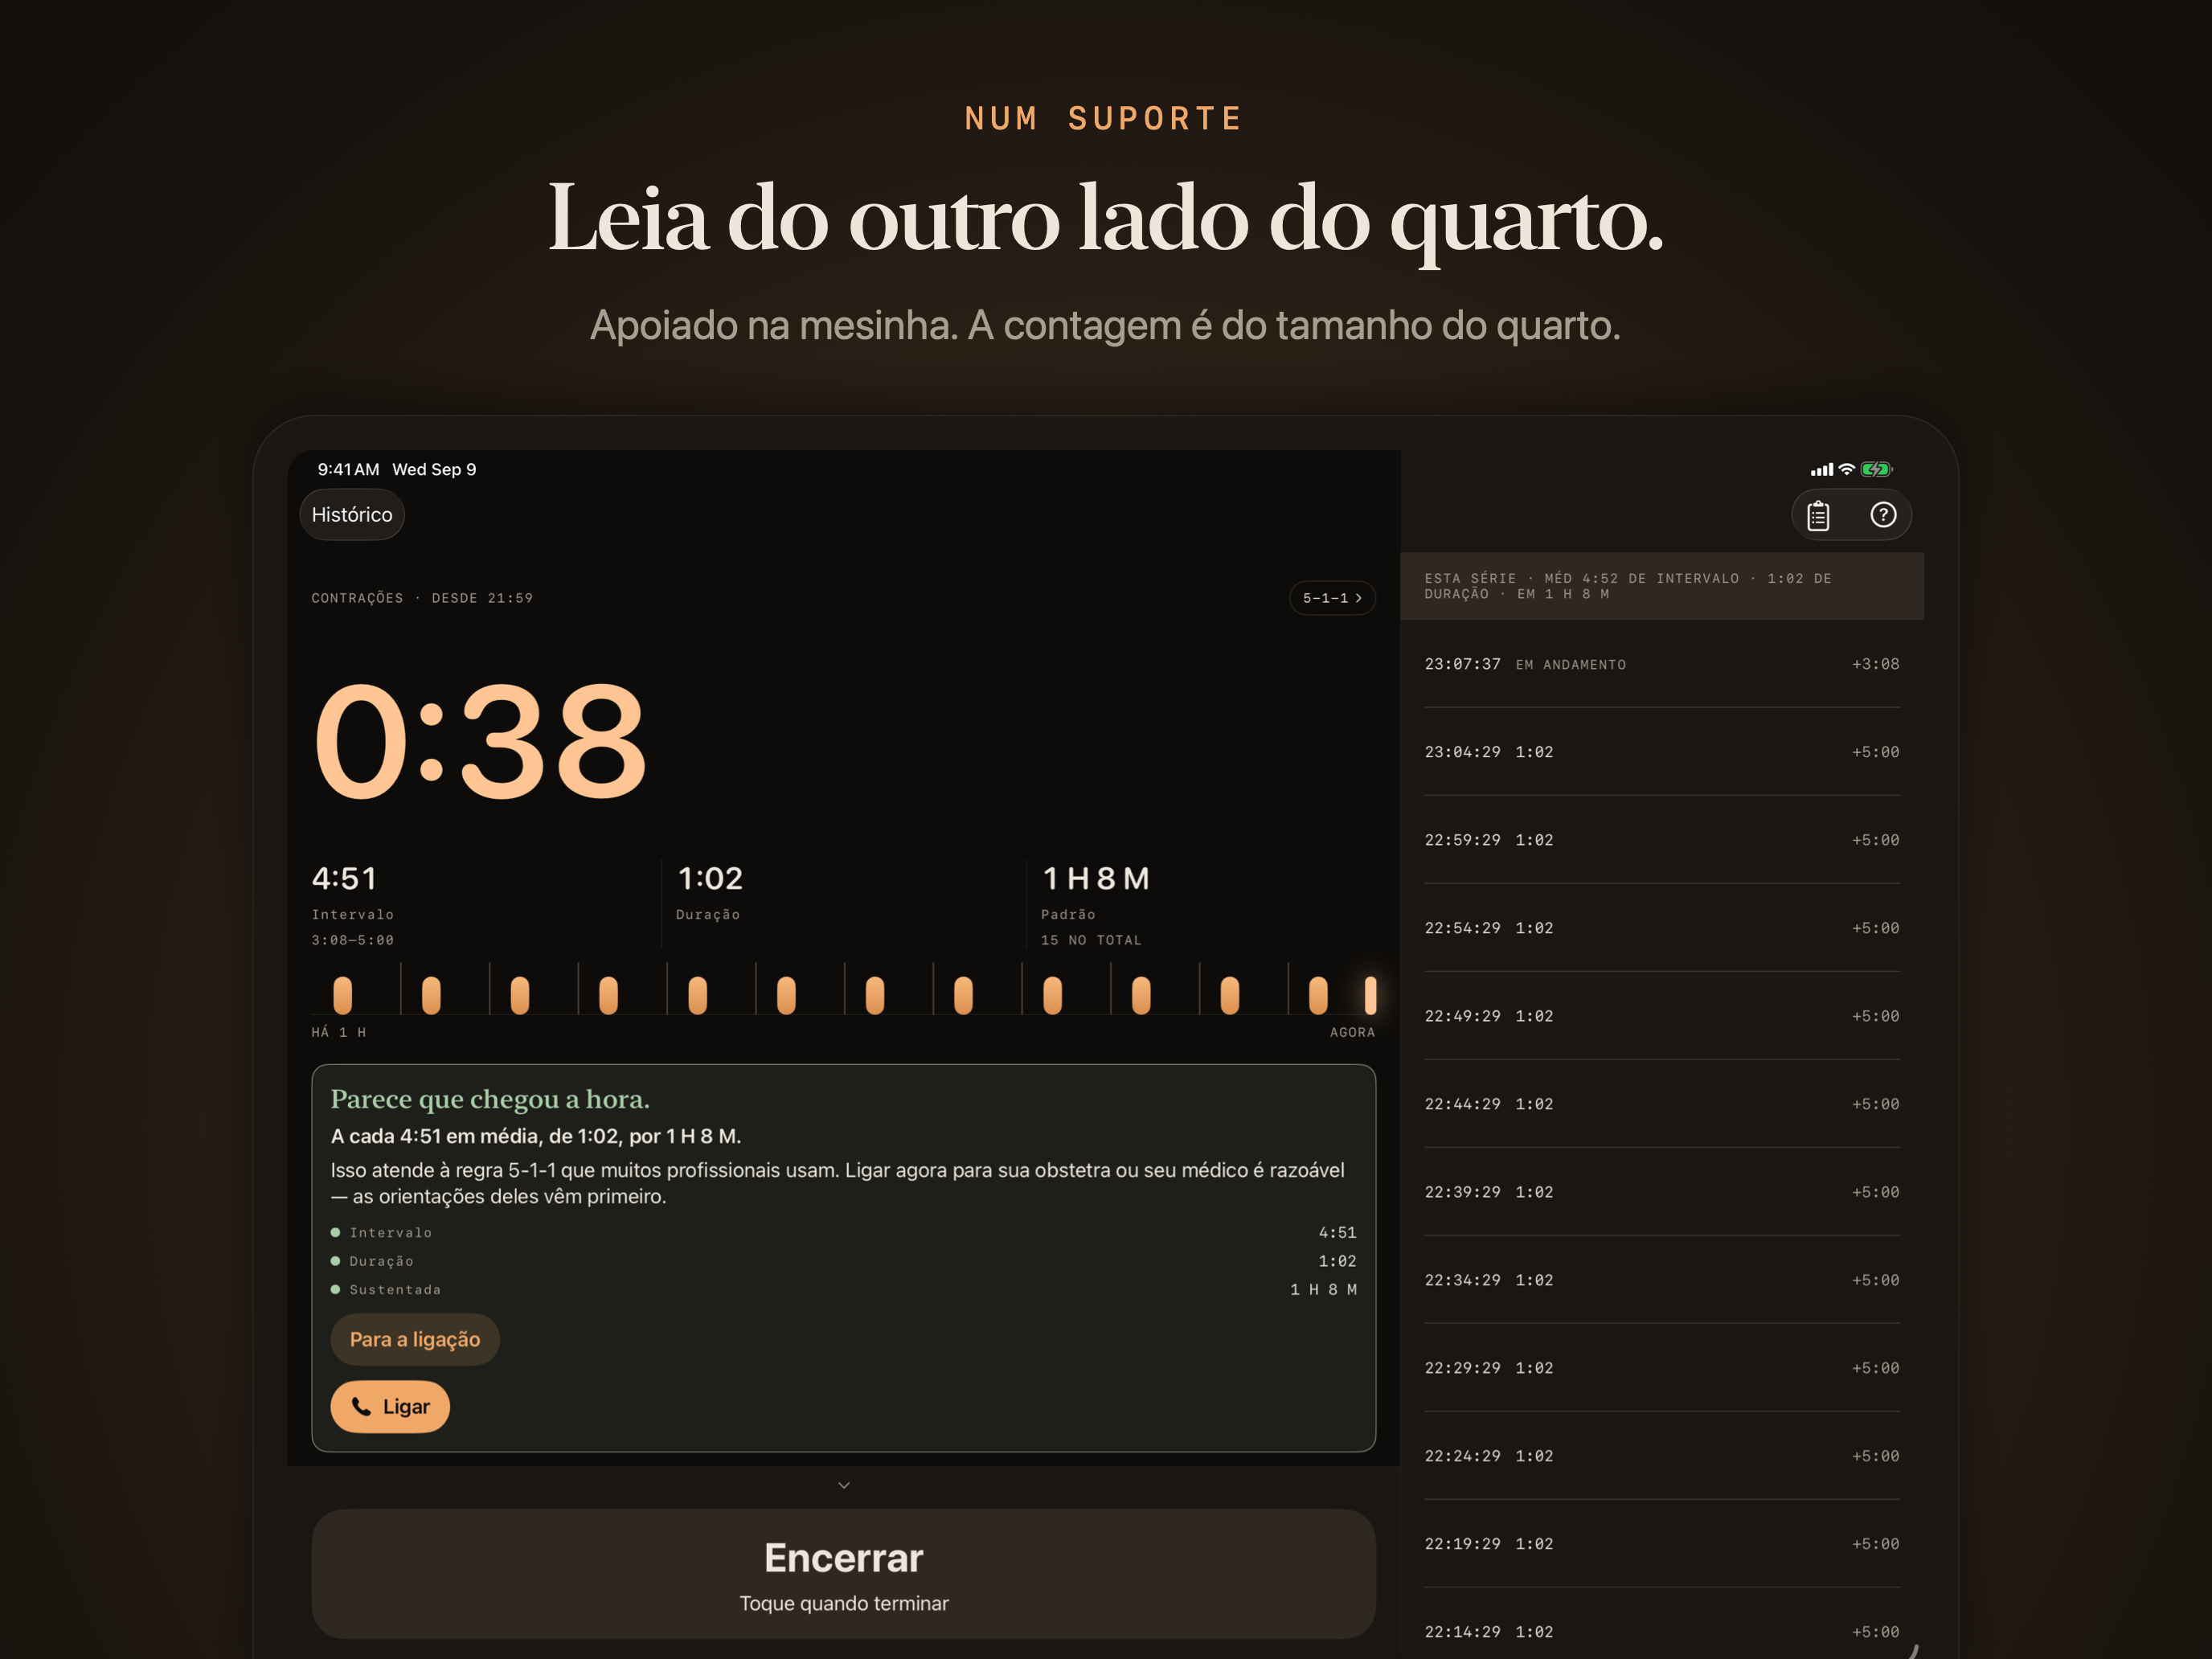 NUM SUPORTE
Leia do outro lado do quarto.
Apoiado na mesinha. A contagem é do tamanho do quarto.
9:41 AM Wed Sep 9
Histórico
CONTRAÇÕES · DESDE 21:59
5-1-1 >
0:38
4:51
Intervalo
3:08–5:00
1:02
Duração
1 H 8 M
Padrão
15 NO TOTAL
HÁ 1 H
AGORA
Parece que chegou a hora.
A cada 4:51 em média, de 1:02, por 1 H 8 M.
Isso atende à regra 5-1-1 que muitos profissionais usam. Ligar agora para sua obstetra ou seu médico é razoável
— as orientações deles vêm primeiro.
Intervalo 4:51
Duração 1:02
Sustentada 1 H 8 M
Para a ligação
Ligar
Encerrar
Toque quando terminar
ESTA SÉRIE · MÉD 4:52 DE INTERVALO · 1:02 DE
DURAÇÃO · EM 1 H 8 M
23:07:37 EM ANDAMENTO +3:08
23:04:29 1:02 +5:00
22:59:29 1:02 +5:00
22:54:29 1:02 +5:00
22:49:29 1:02 +5:00
22:44:29 1:02 +5:00
22:39:29 1:02 +5:00
22:34:29 1:02 +5:00
22:29:29 1:02 +5:00
22:24:29 1:02 +5:00
22:19:29 1:02 +5:00
22:14:29 1:02 +5:00